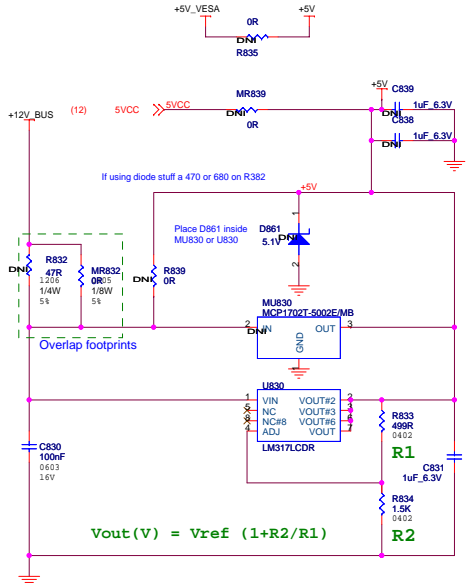 +5V_VESA
+5V
0R
DNI
R835
+5V
C839
1uF_6.3V
DNI
C838
1uF_6.3V
DNI
+12V_BUS
(12)
5VCC
5VCC
MR839
DNI
0R
If using diode stuff a 470 or 680 on R382
+5V
Place D861 inside
MU830 or U830
D861
5.1V
DNI
1
2
DNI
R832
47R
1206
1/4W
5%
MR832
0R
1/8W
5%
DNI
R839
0R
Overlap footprints
MU830
MCP1702T-5002E/MB
2
IN
OUT
3
DNI
GND
1
U830
1
VIN
VOUT#2
2
5
NC
VOUT#3
3
8
NC#8
VOUT#6
6
4
ADJ
VOUT
7
LM317LCDR
R833
499R
0402
R1
C830
100nF
0603
16V
C831
1uF_6.3V
R834
1.5K
0402
R2
Vout(V) = Vref (1+R2/R1)